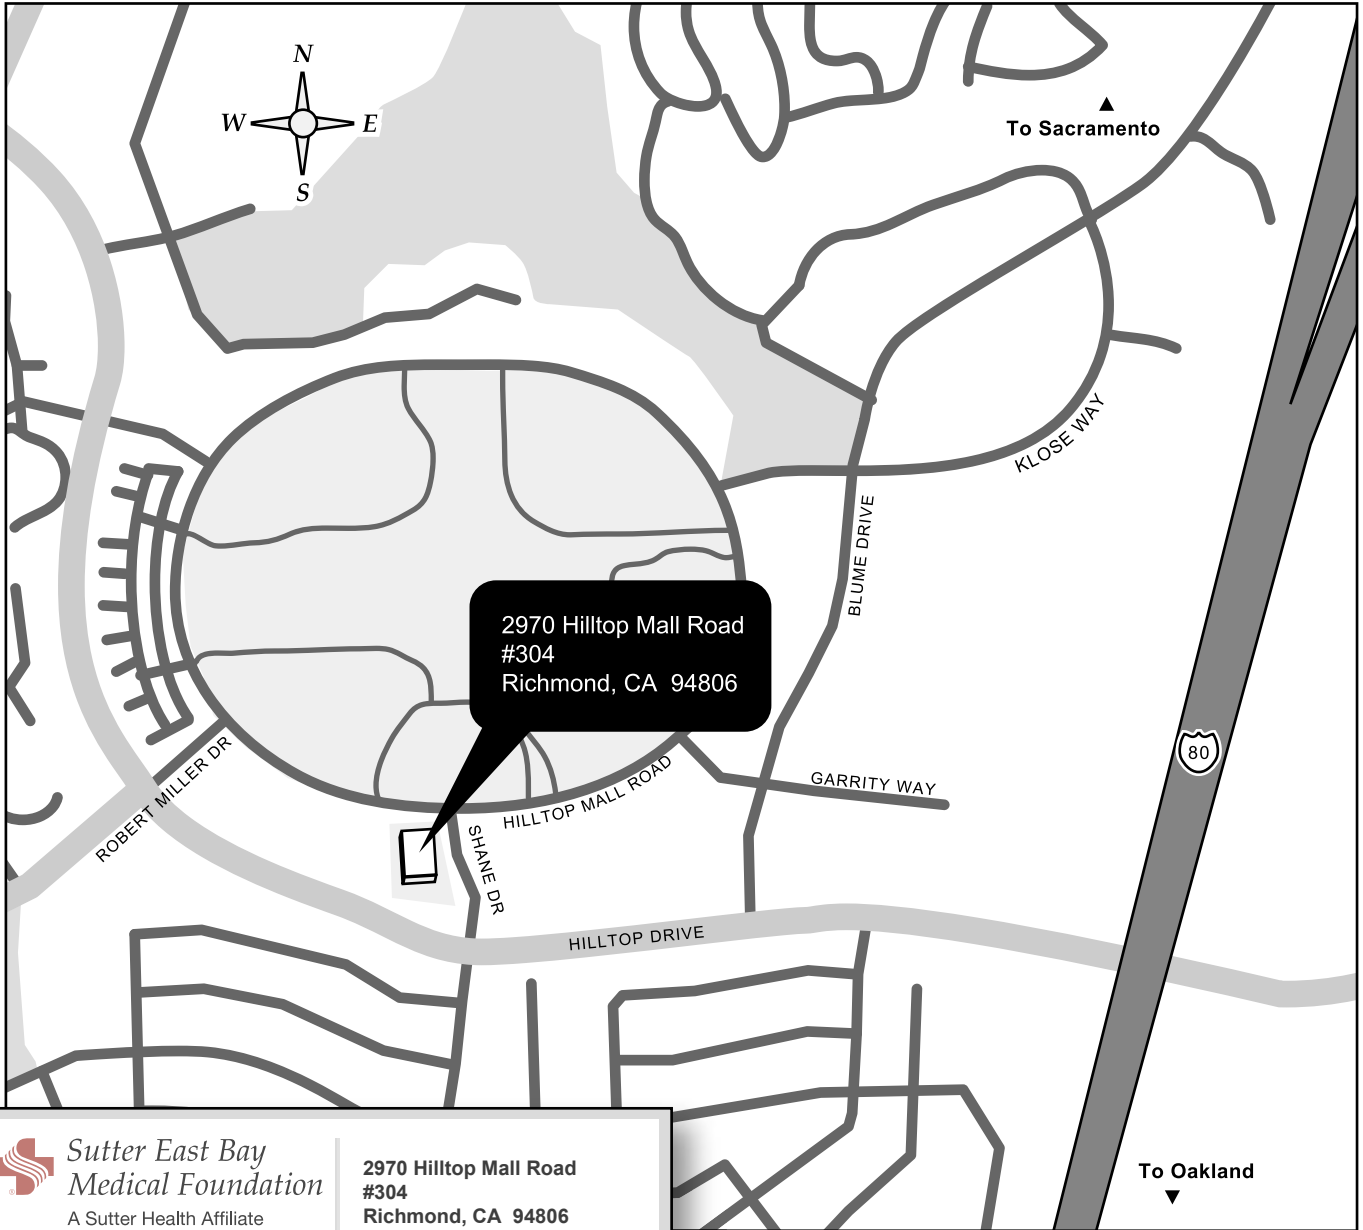 N
W
E
S
To Sacramento
KLOSE WAY
BLUME DRIVE
2970 Hilltop Mall Road
#304
Richmond, CA  94806
80
GARRITY WAY
ROBERT MILLER DR
HILLTOP MALL ROAD
SHANE DR
HILLTOP DRIVE
To Oakland
Sutter East Bay
Medical Foundation
®
A Sutter Health Affiliate
2970 Hilltop Mall Road
#304
Richmond, CA  94806